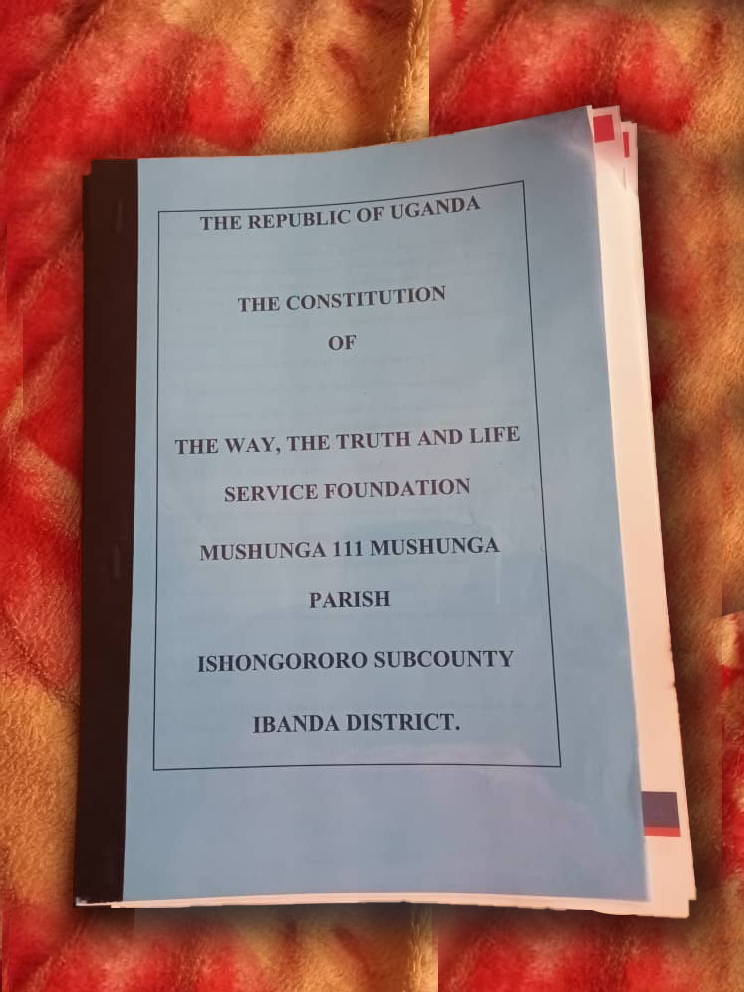 THE REPUBLIC OF UGANDA
THE CONSTITUTION
OF
THE WAY, THE TRUTH AND LIFE
SERVICE FOUNDATION
MUSHUNGA 111 MUSHUNGA
PARISH
ISHONGORORO SUBCOUNTY
IBANDA DISTRICT.